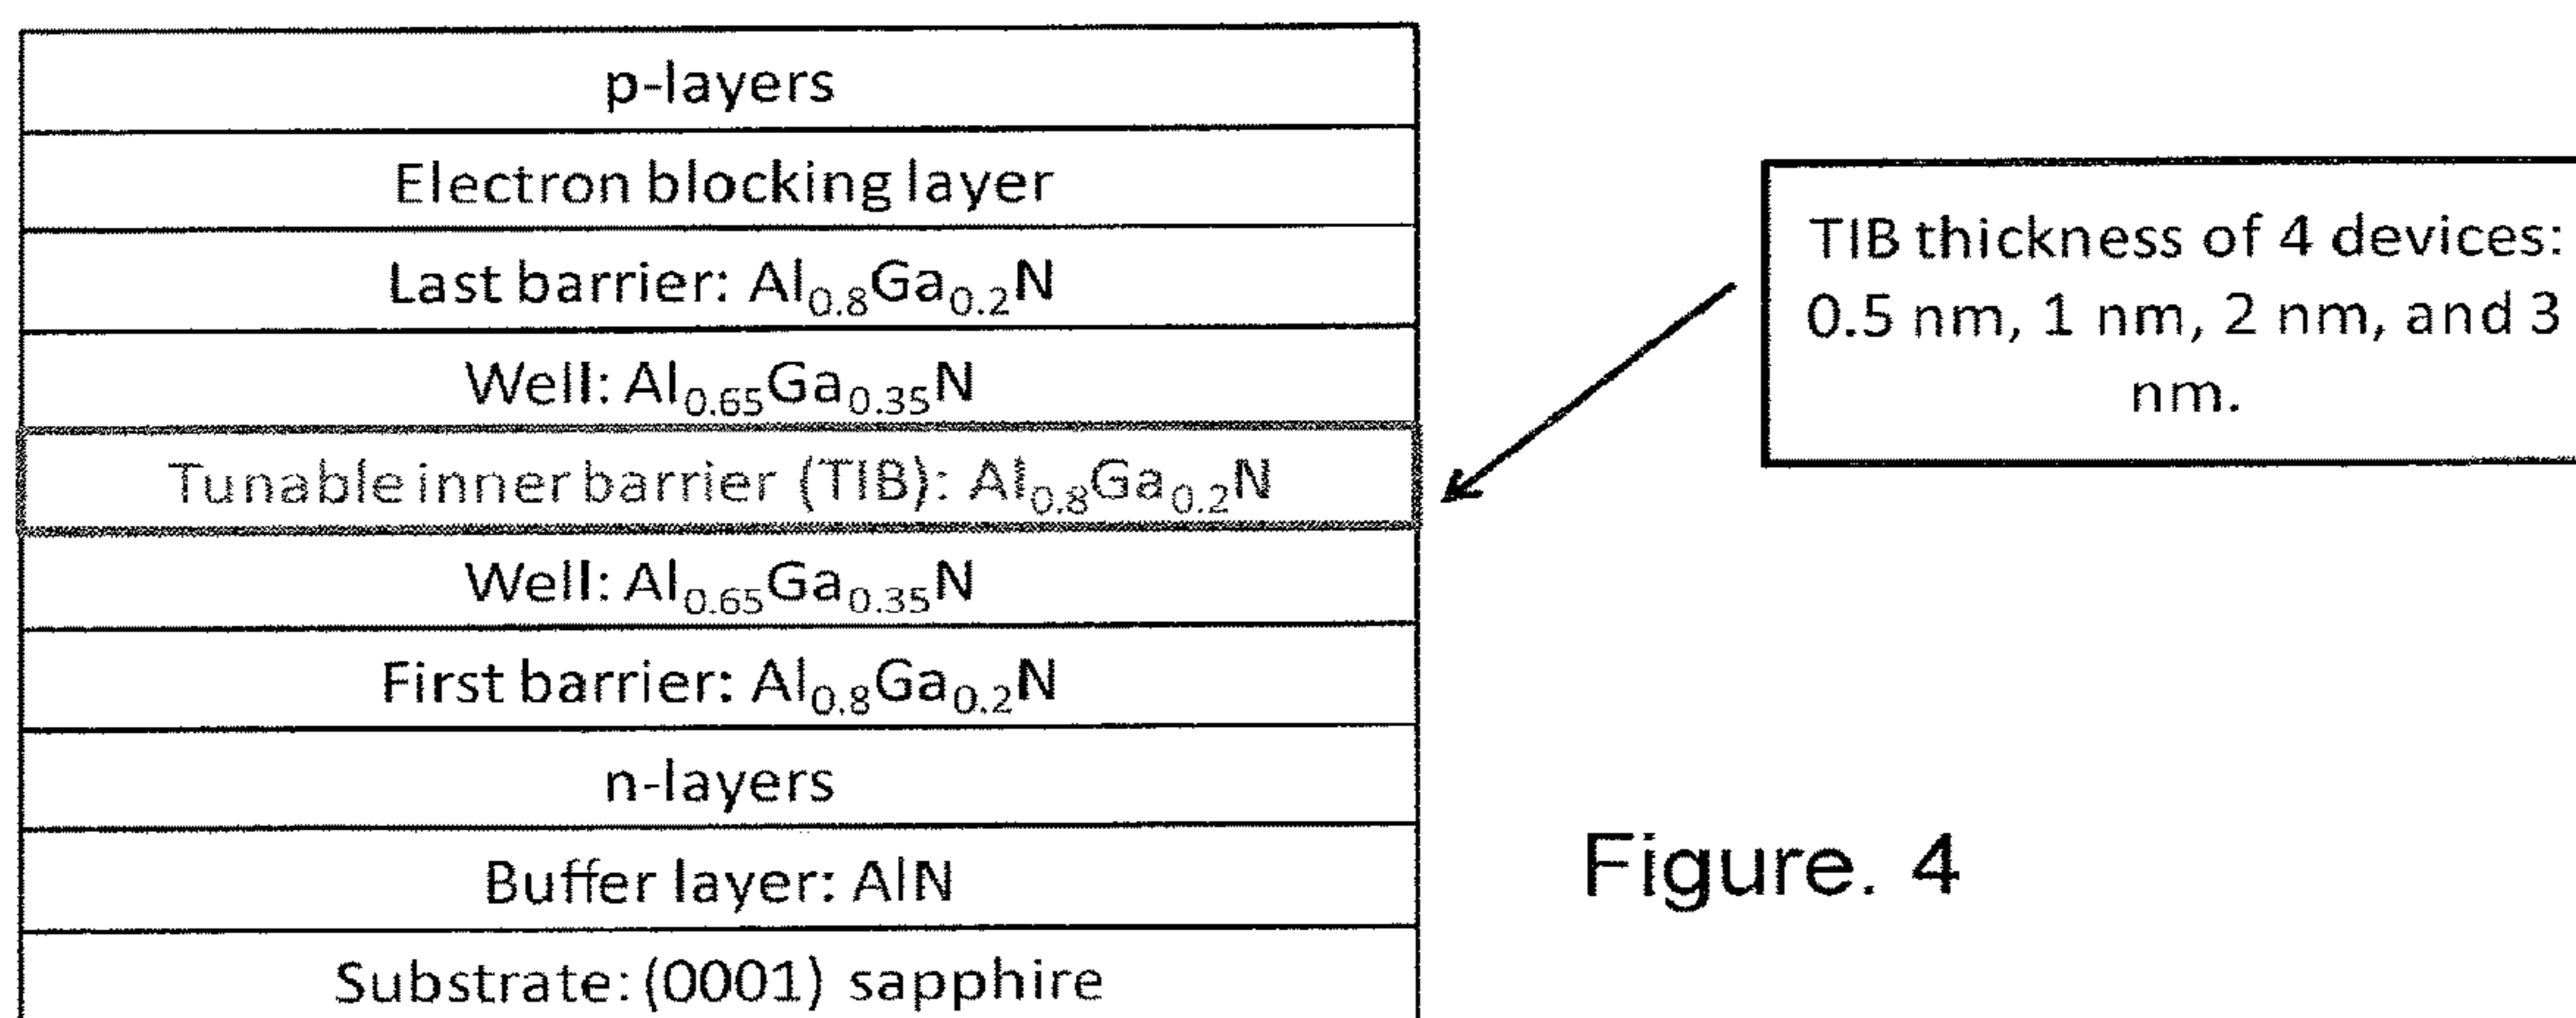 p-layers
Electron blocking layer
Last barrier: Al₀.₈Ga₀.₂N
Well: Al₀.₆₅Ga₀.₃₅N
Tunable inner barrier (TIB): Al₀.₈Ga₀.₂N
Well: Al₀.₆₅Ga₀.₃₅N
First barrier: Al₀.₈Ga₀.₂N
n-layers
Buffer layer: AlN
Substrate: (0001) sapphire
TIB thickness of 4 devices:
0.5 nm, 1 nm, 2 nm, and 3
nm.
Figure. 4